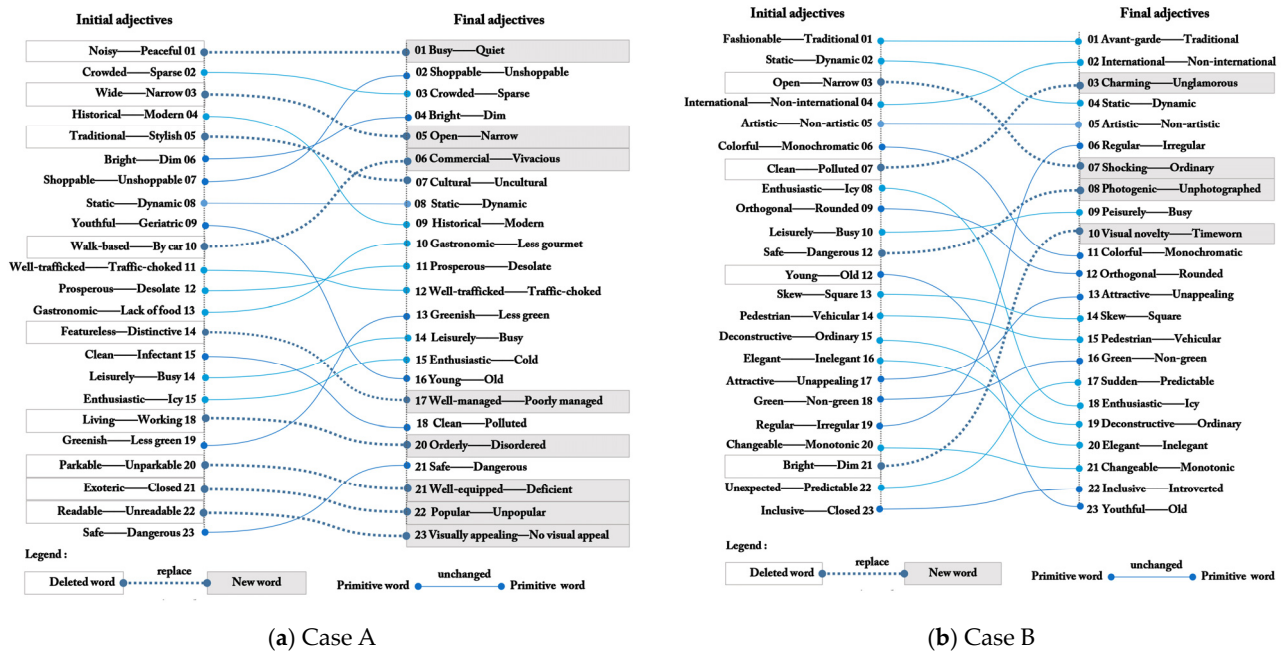 Initial adjectives
Noisy——Peaceful 01
Crowded——Sparse 02
Wide——Narrow 03
Historical——Modern 04
Traditional——Stylish 05
Bright——Dim 06
Shoppable——Unshoppable 07
Static——Dynamic 08
Youthful——Geriatric 09
Walk-based——By car 10
Well-trafficked——Traffic-choked 11
Prosperous——Desolate 12
Gastronomic——Lack of food 13
Featureless——Distinctive 14
Clean——Infectant 15
Leisurely——Busy 14
Enthusiastic——Icy 15
Living——Working 18
Greenish——Less green 19
Parkable——Unparkable 20
Exoteric——Closed 21
Readable——Unreadable 22
Safe——Dangerous 23
Final adjectives
01 Busy——Quiet
02 Shoppable——Unshoppable
03 Crowded——Sparse
04 Bright——Dim
05 Open——Narrow
06 Commercial——Vivacious
07 Cultural——Uncultural
08 Static——Dynamic
09 Historical——Modern
10 Gastronomic——Less gourmet
11 Prosperous——Desolate
12 Well-trafficked——Traffic-choked
13 Greenish——Less green
14 Leisurely——Busy
15 Enthusiastic——Cold
16 Young——Old
17 Well-managed——Poorly managed
18 Clean——Polluted
20 Orderly——Disordered
21 Safe——Dangerous
21 Well-equipped——Deficient
22 Popular——Unpopular
23 Visually appealing—No visual appeal
Legend :
Deleted word
replace
New word
Primitive word
unchanged
Primitive word
(a) Case A
Initial adjectives
Fashionable——Traditional 01
Static——Dynamic 02
Open——Narrow 03
International——Non-international 04
Artistic——Non-artistic 05
Colorful——Monochromatic 06
Clean——Polluted 07
Enthusiastic——Icy 08
Orthogonal——Rounded 09
Leisurely——Busy 10
Safe——Dangerous 12
Young——Old 12
Skew——Square 13
Pedestrian——Vehicular 14
Deconstructive——Ordinary 15
Elegant——Inelegant 16
Attractive——Unappealing 17
Green——Non-green 18
Regular——Irregular 19
Changeable——Monotonic 20
Bright——Dim 21
Unexpected——Predictable 22
Inclusive——Closed 23
Final adjectives
01 Avant-garde——Traditional
02 International——Non-international
03 Charming——Unglamorous
04 Static——Dynamic
05 Artistic——Non-artistic
06 Regular——Irregular
07 Shocking——Ordinary
08 Photogenic——Unphotographed
09 Peisurely——Busy
10 Visual novelty——Timeworn
11 Colorful——Monochromatic
12 Orthogonal——Rounded
13 Attractive——Unappealing
14 Skew——Square
15 Pedestrian——Vehicular
16 Green——Non-green
17 Sudden——Predictable
18 Enthusiastic——Icy
19 Deconstructive——Ordinary
20 Elegant——Inelegant
21 Changeable——Monotonic
22 Inclusive——Introverted
23 Youthful——Old
Legend :
Deleted word
replace
New word
Primitive word
unchanged
Primitive word
(b) Case B